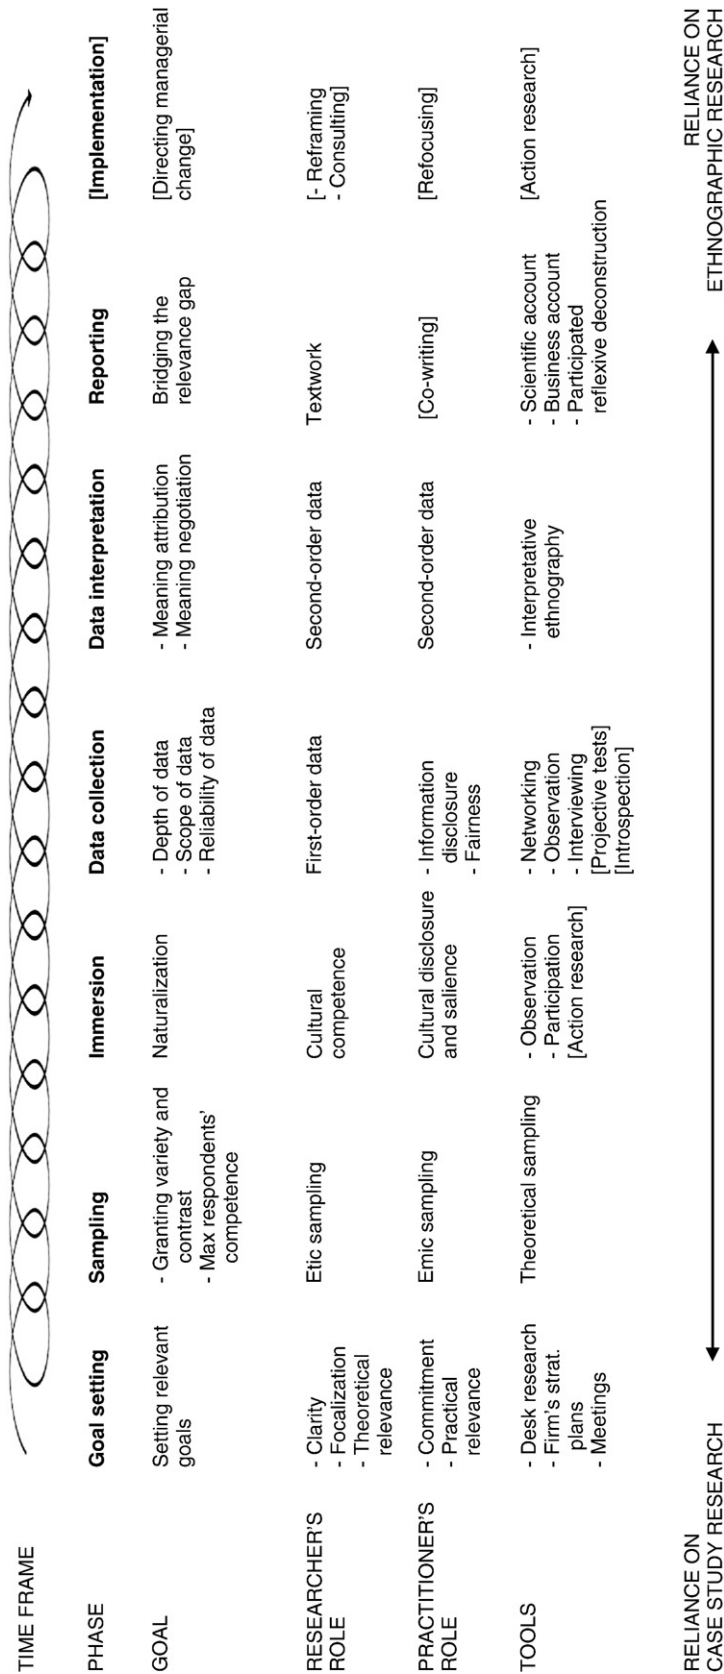 TIME FRAME
PHASE
Goal setting
Sampling
Immersion
Data collection
Data interpretation
Reporting
[Implementation]
GOAL
Setting relevant
goals
- Granting variety and
contrast
- Max respondents'
competence
Naturalization
- Depth of data
- Scope of data
- Reliability of data
- Meaning attribution
- Meaning negotiation
Bridging the
relevance gap
[Directing managerial
change]
RESEARCHER'S
ROLE
- Clarity
- Focalization
- Theoretical
relevance
Etic sampling
Cultural
competence
First-order data
Second-order data
Textwork
[- Reframing
- Consulting]
PRACTITIONER'S
ROLE
- Commitment
- Practical
relevance
Emic sampling
Cultural disclosure
and salience
- Information
disclosure
- Fairness
Second-order data
[Co-writing]
[Refocusing]
TOOLS
- Desk research
- Firm's strat.
plans
- Meetings
Theoretical sampling
- Observation
- Participation
[Action research]
- Networking
- Observation
- Interviewing
[Projective tests]
[Introspection]
- Interpretative
ethnography
- Scientific account
- Business account
- Participated
reflexive deconstruction
[Action research]
RELIANCE ON
CASE STUDY RESEARCH
RELIANCE ON
ETHNOGRAPHIC RESEARCH